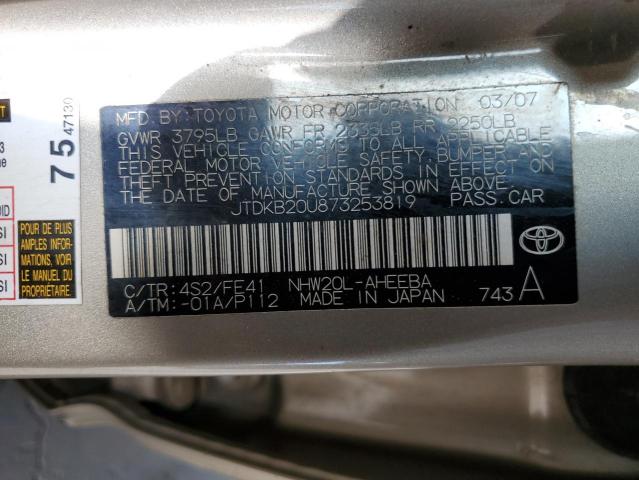 MFD. BY: TOYOTA MOTOR CORPORATION 03/07
GVWR 3795LB GAWR FR 2335LB RR 2250LB
THIS VEHICLE CONFORMS TO ALL APPLICABLE
FEDERAL MOTOR VEHICLE SAFETY, BUMPER AND
THEFT PREVENTION STANDARDS IN EFFECT ON
THE DATE OF MANUFACTURE SHOWN ABOVE.
JTDKB20U873253819 PASS. CAR
C/TR: 4S2/FE41 NHW20L-AHEEBA
A/TM: -01A/P112 MADE IN JAPAN 743 A
TOYOTA
75 47130
POUR PLUS
AMPLES INFOR-
MATIONS, VOIR
LE MANUEL DU